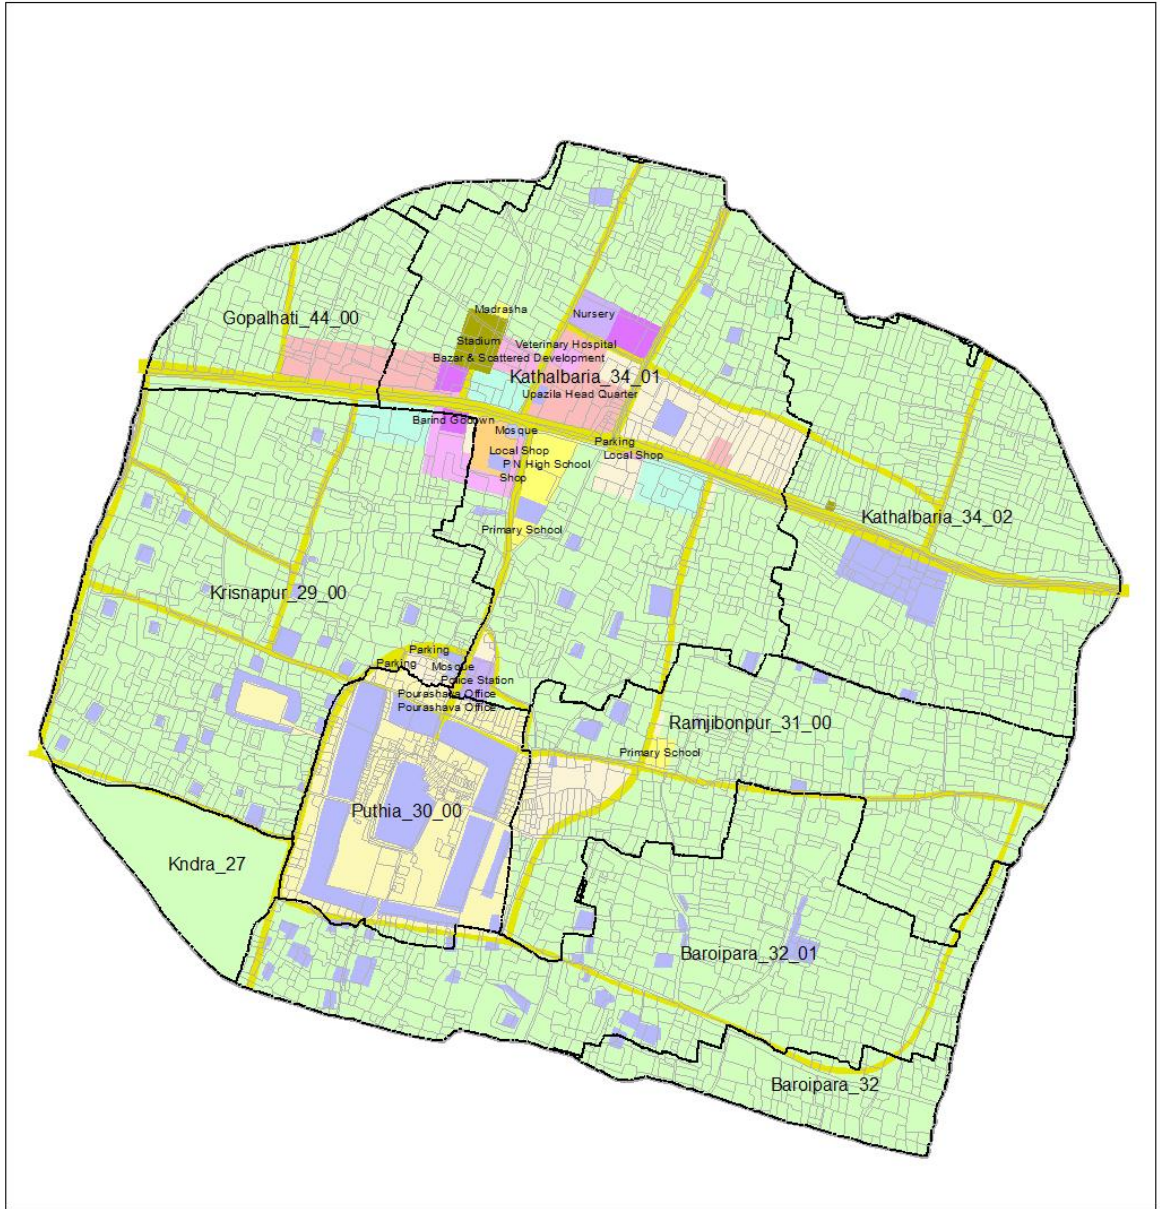 Madrasha
Nursery
Gopalhati_44_00
Stadium
Veterinary Hospital
Bazar & Scattered Development
Kathalbaria_34_01
Upazila Head Quarter
Barind Godown
Mosque
Parking
Local Shop
Local Shop
P N High School
Shop
Kathalbaria_34_02
Primary School
Krisnapur_29_00
Parking
Parking
Mosque
Police Station
Pourashava Office
Pourashava Office
Ramjibonpur_31_00
Primary School
Puthia_30_00
Kndra_27
Baroipara_32_01
Baroipara_32